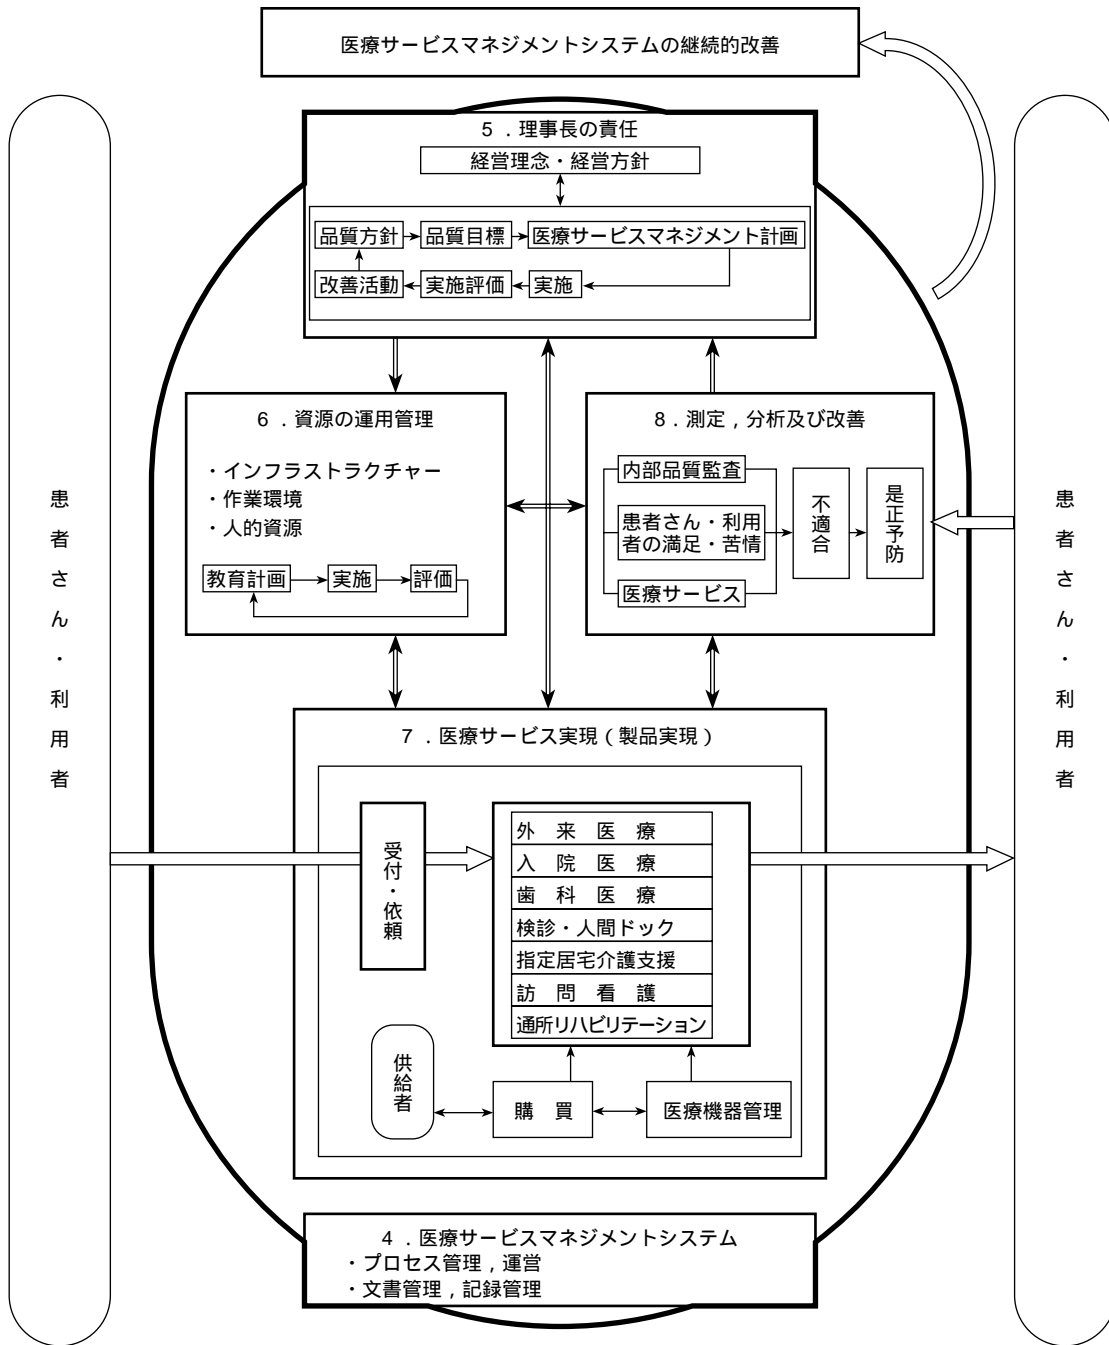 医療サービスマネジメントシステムの継続的改善
患者さん・利用者
5．理事長の責任
経営理念・経営方針
品質方針
品質目標
医療サービスマネジメント計画
改善活動
実施評価
実施
6．資源の運用管理
・インフラストラクチャー
・作業環境
・人的資源
教育計画
実施
評価
8．測定，分析及び改善
内部品質監査
患者さん・利用
者の満足・苦情
医療サービス
不適合
是正予防
患者さん・利用者
7．医療サービス実現（製品実現）
受付・依頼
外来医療
入院医療
歯科医療
検診・人間ドック
指定居宅介護支援
訪問看護
通所リハビリテーション
供給者
購買
医療機器管理
4．医療サービスマネジメントシステム
・プロセス管理，運営
・文書管理，記録管理